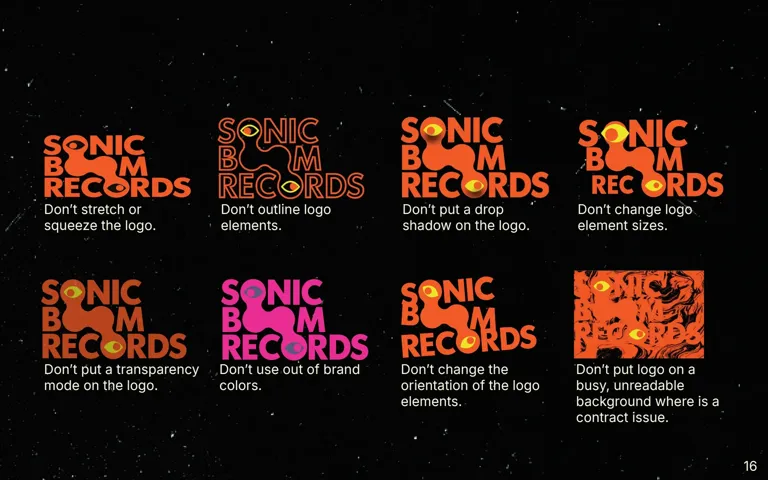 SONIC
BOOM
RECORDS
Don't stretch or
squeeze the logo.
SONIC
BOOM
RECORDS
Don't outline logo
elements.
SONIC
BOOM
RECORDS
Don't put a drop
shadow on the logo.
SONIC
BOOM
REC ORDS
Don't change logo
element sizes.
SONIC
BOOM
RECORDS
Don't put a transparency
mode on the logo.
SONIC
BOOM
RECORDS
Don't use out of brand
colors.
SONIC
BOOM
RECORDS
Don't change the
orientation of the logo
elements.
SONIC
BOOM
RECORDS
Don't put logo on a
busy, unreadable
background where is a
contract issue.
16